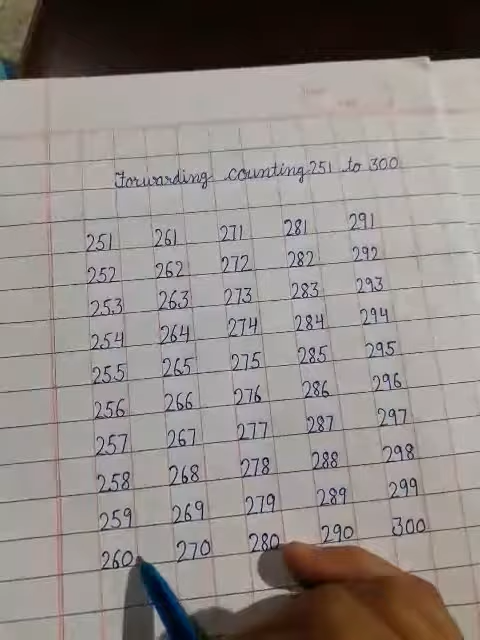 Forwarding counting 251 to 300
251 261 271 281 291
252 262 272 282 292
253 263 273 283 293
254 264 274 284 294
255 265 275 285 295
256 266 276 286 296
257 267 277 287 297
258 268 278 288 298
259 269 279 289 299
260 270 280 290 300